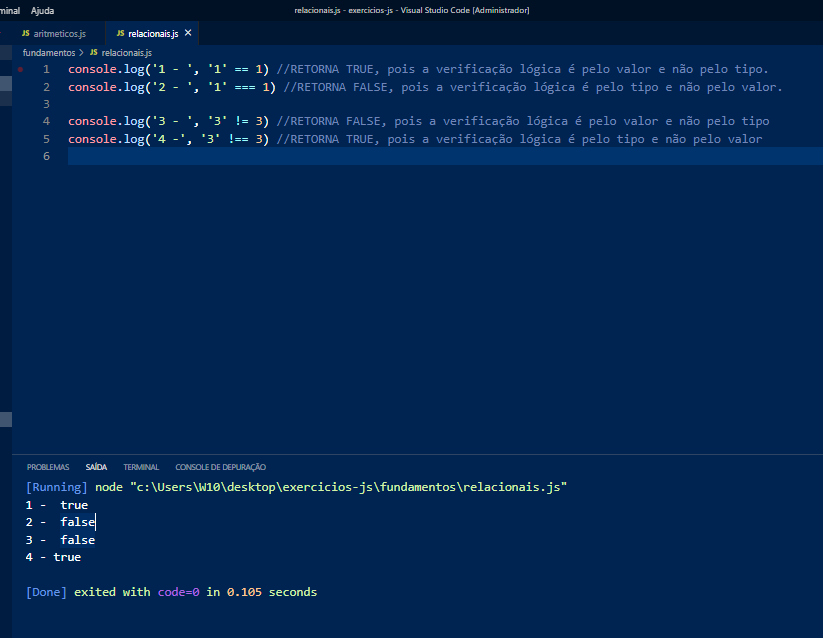 minal Ajuda
relacionais.js - exercicios-js - Visual Studio Code [Administrador]
JS aritmeticos.js JS relacionais.js ×
fundamentos > JS relacionais.js
1 console.log('1 - ', '1' == 1) //RETORNA TRUE, pois a verificação lógica é pelo valor e não pelo tipo.
2 console.log('2 - ', '1' === 1) //RETORNA FALSE, pois a verificação lógica é pelo tipo e não pelo valor.
3
4 console.log('3 - ', '3' != 3) //RETORNA FALSE, pois a verificação lógica é pelo valor e não pelo tipo
5 console.log('4 -', '3' !== 3) //RETORNA TRUE, pois a verificação lógica é pelo tipo e não pelo valor
6
PROBLEMAS SAÍDA TERMINAL CONSOLE DE DEPURAÇÃO
[Running] node "c:\Users\W10\desktop\exercicios-js\fundamentos\relacionais.js"
1 -  true
2 -  false
3 -  false
4 - true
[Done] exited with code=0 in 0.105 seconds